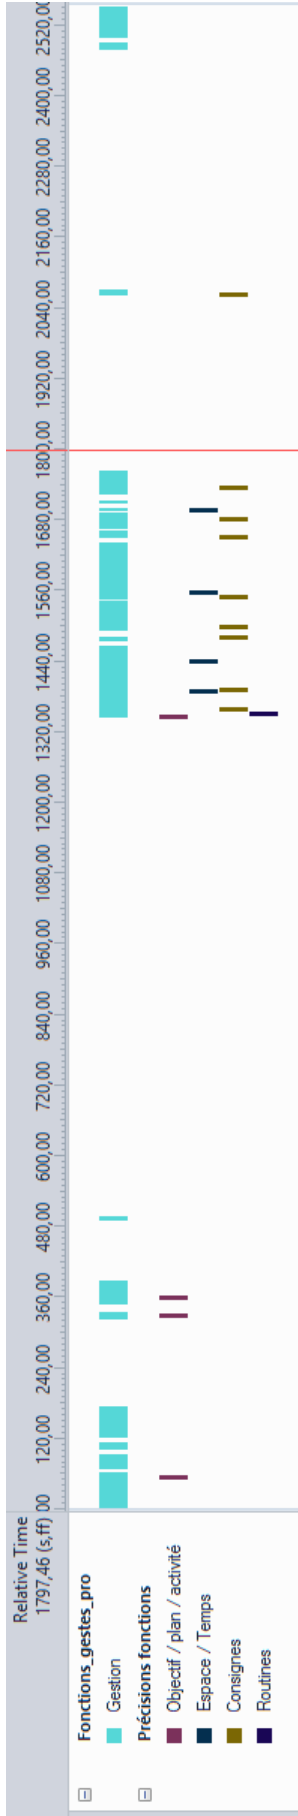 Relative Time
1797,46 (s,ff)
00 120,00 240,00 360,00 480,00 600,00 720,00 840,00 960,00 1080,00 1200,00 1320,00 1440,00 1560,00 1680,00 1800,00 1920,00 2040,00 2160,00 2280,00 2400,00 2520,0
Fonctions_gestes_pro
Gestion
Précisions fonctions
Objectif / plan / activité
Espace / Temps
Consignes
Routines